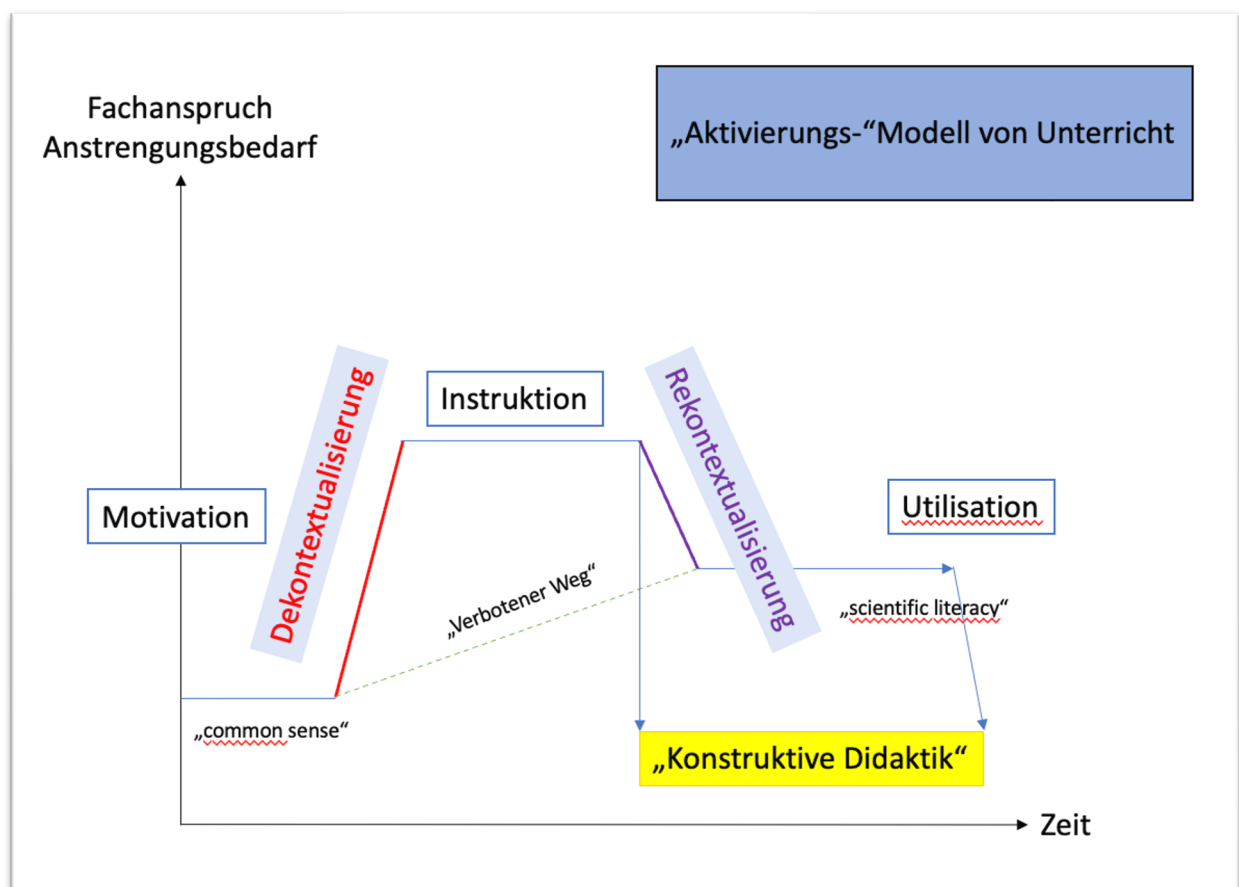 Fachanspruch
Anstrengungsbedarf
„Aktivierungs-“Modell von Unterricht
Dekontextualisierung
Instruktion
Rekontextualisierung
Motivation
Utilisation
„Verbotener Weg“
„scientific literacy“
„common sense“
„Konstruktive Didaktik“
Zeit